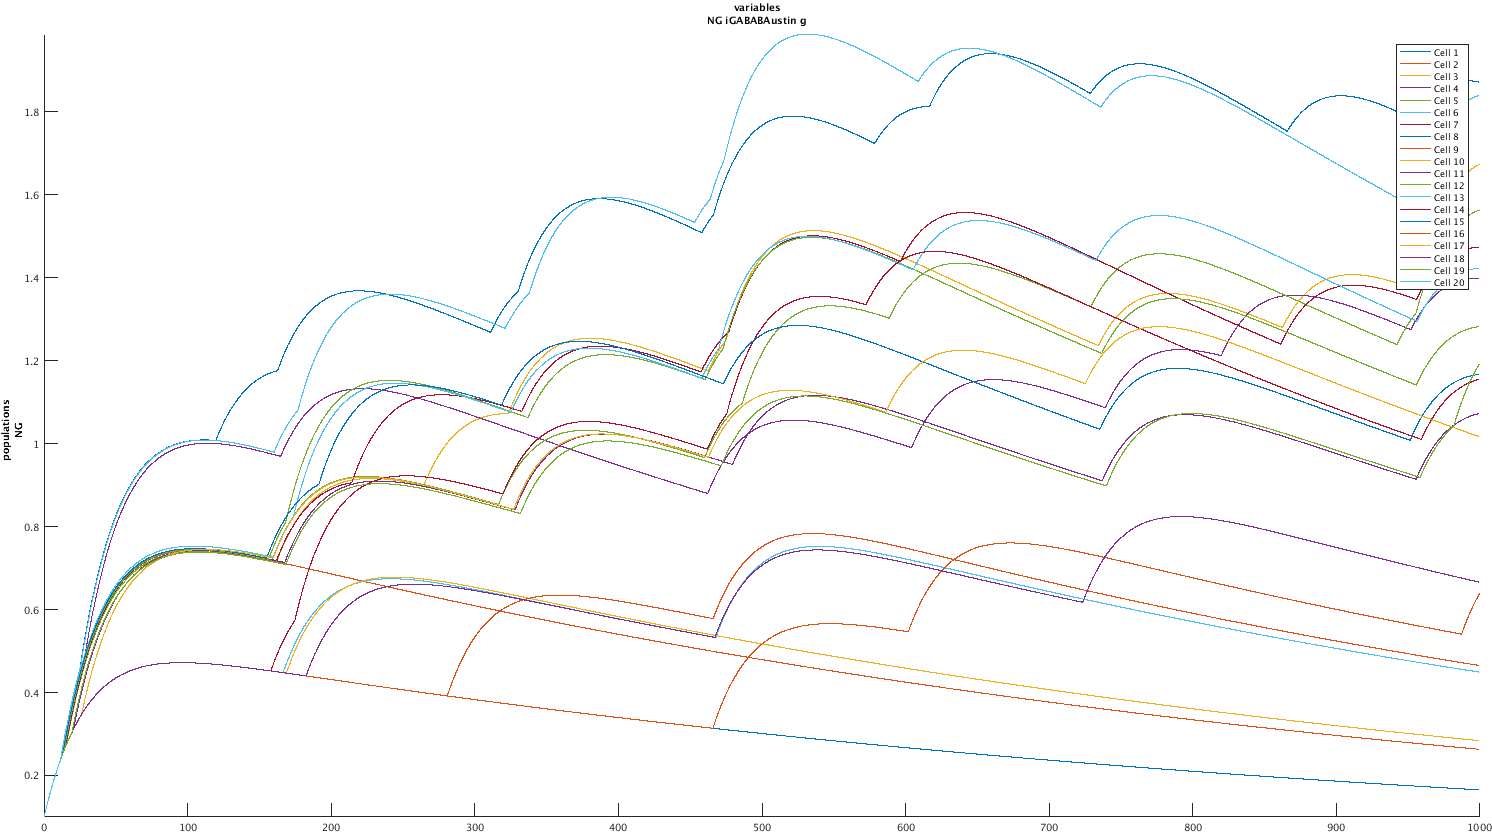 variables
NG iGABABAustin g
populations
NG
1.8
1.6
1.4
1.2
1
0.8
0.6
0.4
0.2
0 100 200 300 400 500 600 700 800 900 1000
Cell 1
Cell 2
Cell 3
Cell 4
Cell 5
Cell 6
Cell 7
Cell 8
Cell 9
Cell 10
Cell 11
Cell 12
Cell 13
Cell 14
Cell 15
Cell 16
Cell 17
Cell 18
Cell 19
Cell 20